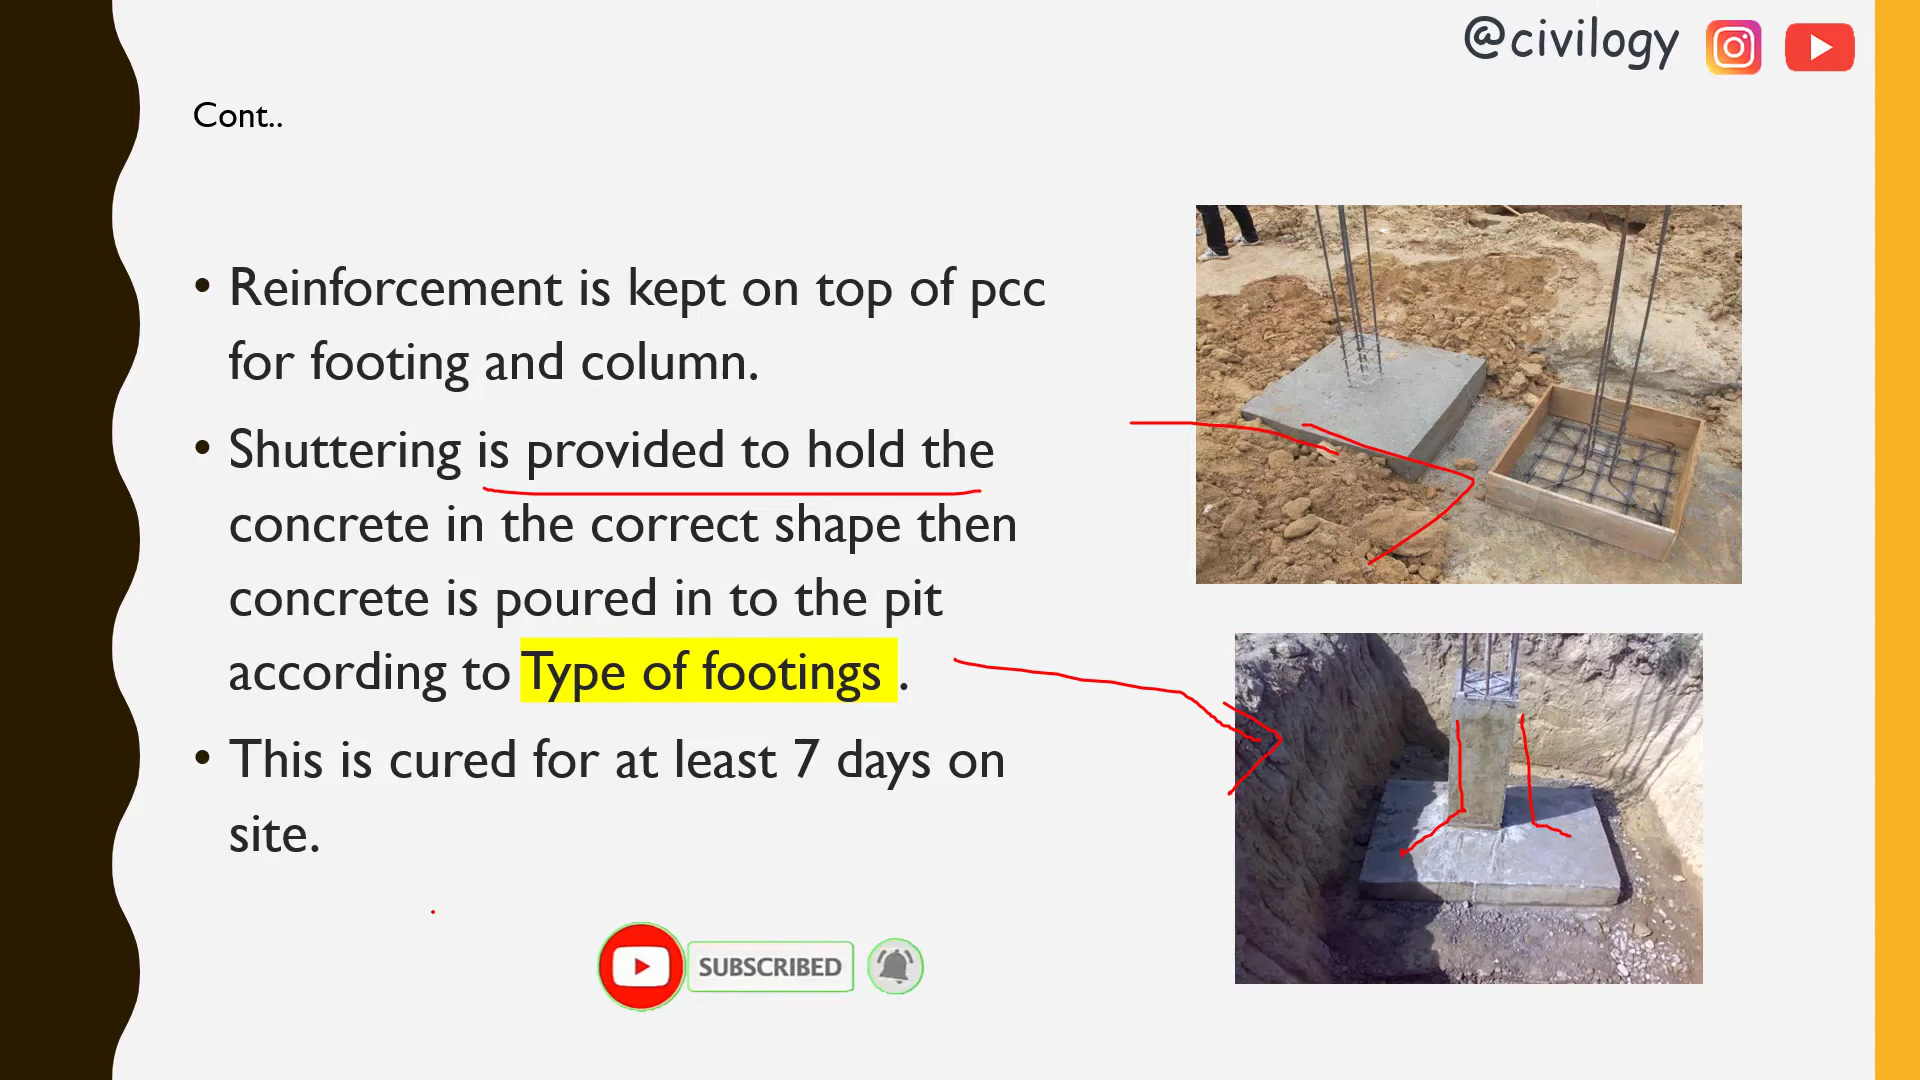 @civilogy
Cont..
• Reinforcement is kept on top of pcc
for footing and column.
• Shuttering is provided to hold the
concrete in the correct shape then
concrete is poured in to the pit
according to Type of footings .
• This is cured for at least 7 days on
site.
SUBSCRIBED